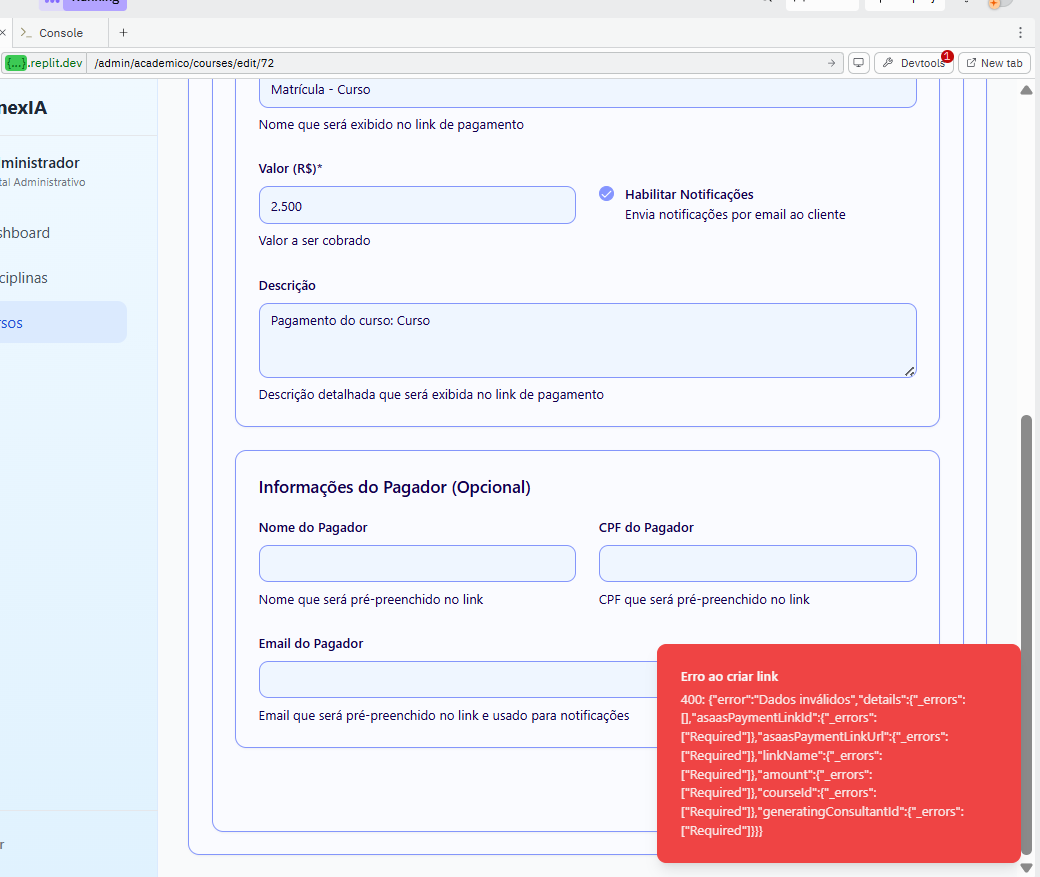 Running
>_ Console
{...}.replit.dev
/admin/academico/courses/edit/72
Devtools
1
New tab
nexIA
ministrador
tal Administrativo
shboard
ciplinas
rsos
r
Matrícula - Curso
Nome que será exibido no link de pagamento
Valor (R$)*
2.500
Valor a ser cobrado
Habilitar Notificações
Envia notificações por email ao cliente
Descrição
Pagamento do curso: Curso
Descrição detalhada que será exibida no link de pagamento
Informações do Pagador (Opcional)
Nome do Pagador
Nome que será pré-preenchido no link
CPF do Pagador
CPF que será pré-preenchido no link
Email do Pagador
Email que será pré-preenchido no link e usado para notificações
Erro ao criar link
400: {"error":"Dados inválidos","details":{"_errors":
[],"asaasPaymentLinkId":{"_errors":
["Required"]},"asaasPaymentLinkUrl":{"_errors":
["Required"]},"linkName":{"_errors":
["Required"]},"amount":{"_errors":
["Required"]},"courseId":{"_errors":
["Required"]},"generatingConsultantId":{"_errors":
["Required"]}}}